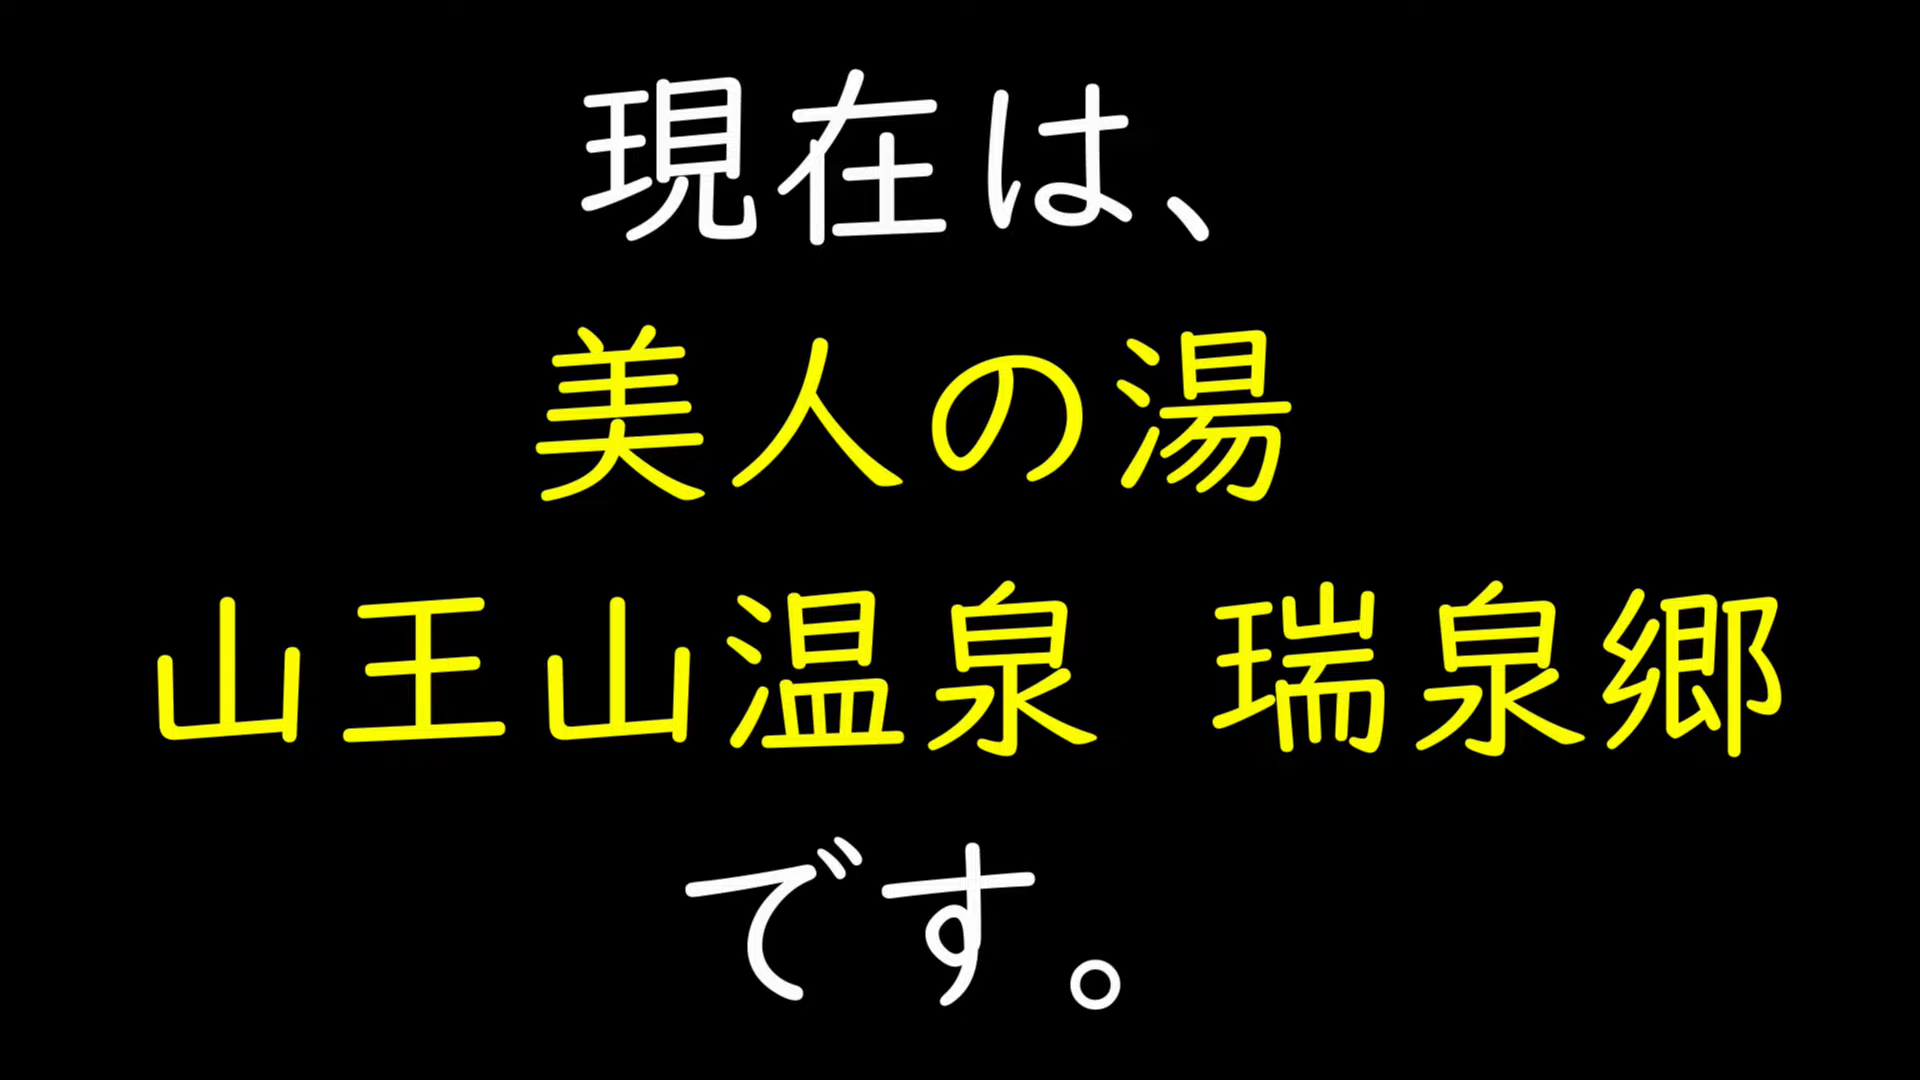 現在は、
美人の湯
山王山温泉 瑞泉郷
です。